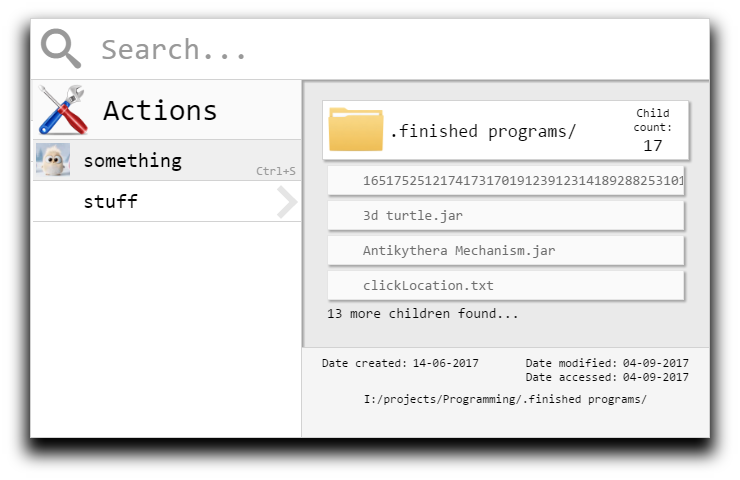 Search...
Actions
something
Ctrl+S
stuff
.finished programs/
Child
count:
17
16517525121741731701912391231418928825310
3d turtle.jar
Antikythera Mechanism.jar
clickLocation.txt
13 more children found...
Date created: 14-06-2017
Date modified: 04-09-2017
Date accessed: 04-09-2017
I:/projects/Programming/.finished programs/